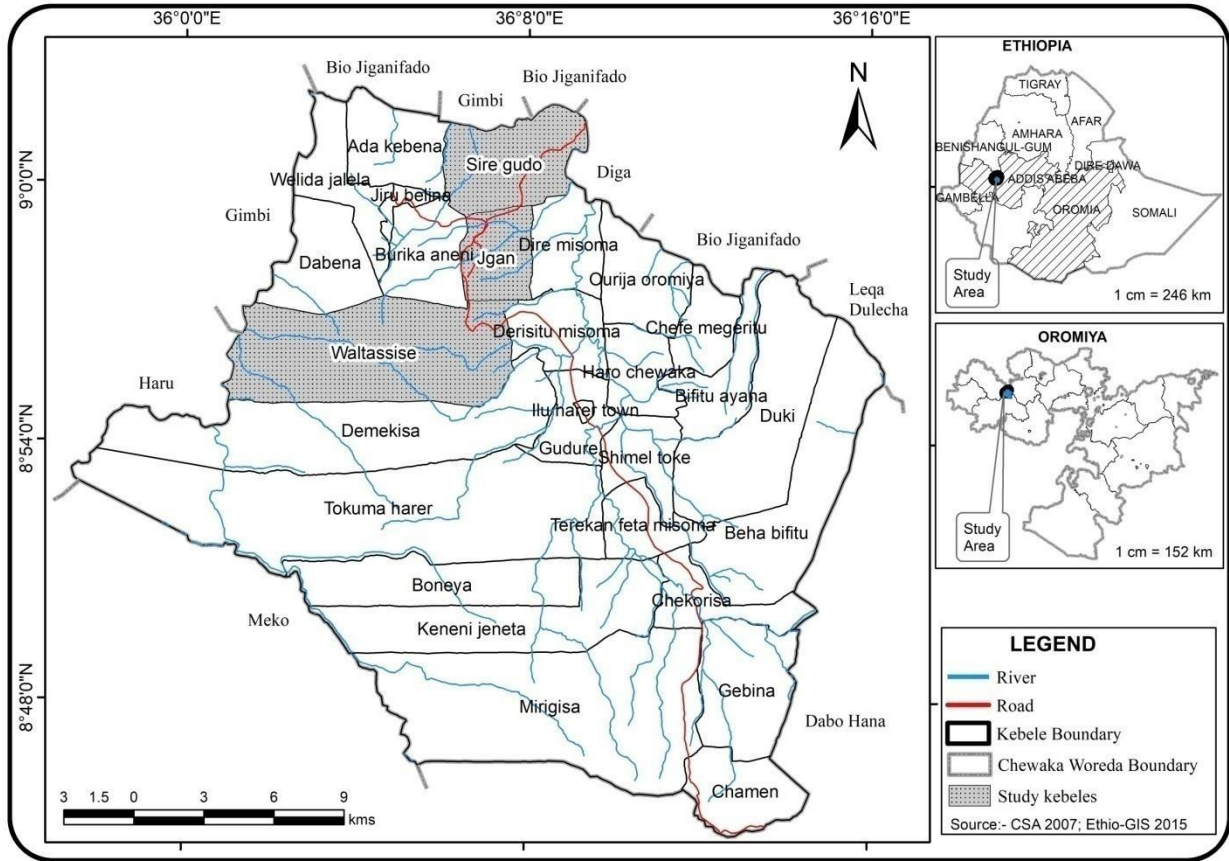 36°0'0"E
36°8'0"E
36°16'0"E
Bio Jiganifado
Gimbi
Bio Jiganifado
N
Ada kebena
Sire gudo
9°0'0"N
Diga
Welida jalela
Jiru belina
Gimbi
Dire misoma
Burika aneni
Jgan
Dabena
Bio Jiganifado
Ourija oromiya
Leqa
Dulecha
Derisitu misoma
Chefe megeritu
Waltassise
Haro chewaka
Haru
Bifitu ayana
Ilu harer town
Duki
8°54'0"N
Demekisa
Gudure
Shimel toke
Tokuma harer
Terekan feta misoma
Beha bifitu
Boneya
Chekorisa
Meko
Keneni jeneta
8°48'0"N
Mirigisa
Gebina
Dabo Hana
Chamen
3 1.5 0 3 6 9
kms
ETHIOPIA
TIGRAY
AFAR
AMHARA
BENISHANGUL-GUM
DIRE DAWA
ADDIS ABEBA
GAMBELLA
OROMIA
SOMALI
Study
Area
1 cm = 246 km
OROMIYA
Study
Area
1 cm = 152 km
LEGEND
River
Road
Kebele Boundary
Chewaka Woreda Boundary
Study kebeles
Source:- CSA 2007; Ethio-GIS 2015